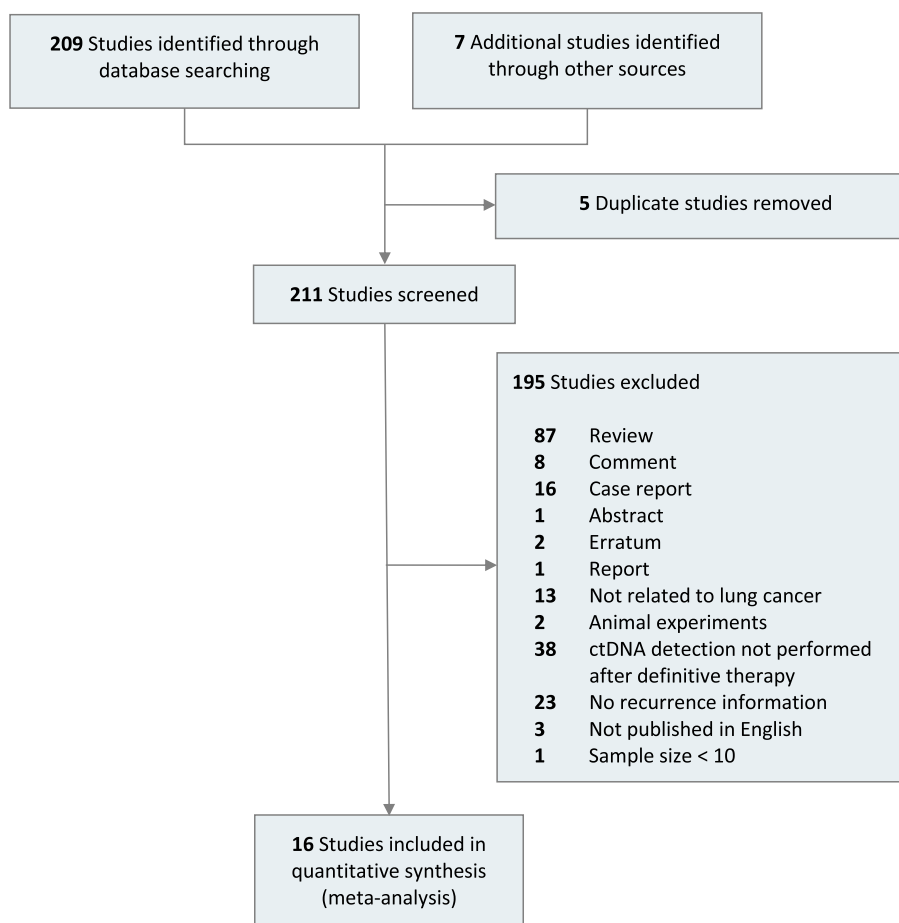 209 Studies identified through
database searching
7 Additional studies identified
through other sources
5 Duplicate studies removed
211 Studies screened
195 Studies excluded
87 Review
8 Comment
16 Case report
1 Abstract
2 Erratum
1 Report
13 Not related to lung cancer
2 Animal experiments
38 ctDNA detection not performed
after definitive therapy
23 No recurrence information
3 Not published in English
1 Sample size < 10
16 Studies included in
quantitative synthesis
(meta-analysis)